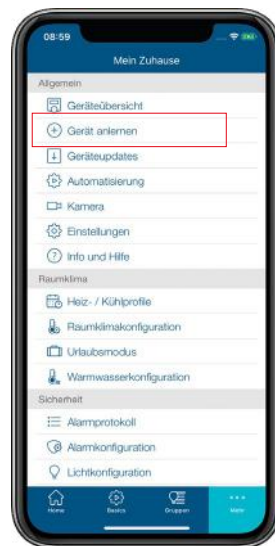 08:59
Mein Zuhause
Allgemein
Geräteübersicht
Gerät anlernen
Geräteupdates
Automatisierung
Kamera
Einstellungen
Info und Hilfe
Raumklima
Heiz- / Kühlprofile
Raumklimakonfiguration
Urlaubsmodus
Warmwasserkonfiguration
Sicherheit
Alarmprotokoll
Alarmkonfiguration
Lichtkonfiguration
Home
Basics
Gruppen
Mehr